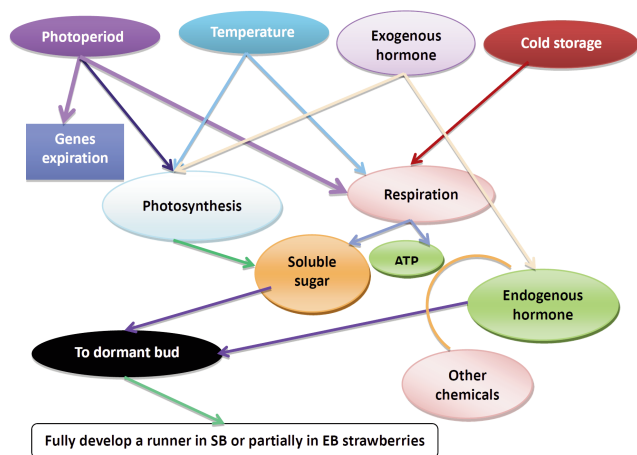 Photoperiod
Temperature
Exogenous
hormone
Cold storage
Genes
expiration
Photosynthesis
Respiration
Soluble
sugar
ATP
Endogenous
hormone
To dormant bud
Other
chemicals
Fully develop a runner in SB or partially in EB strawberries